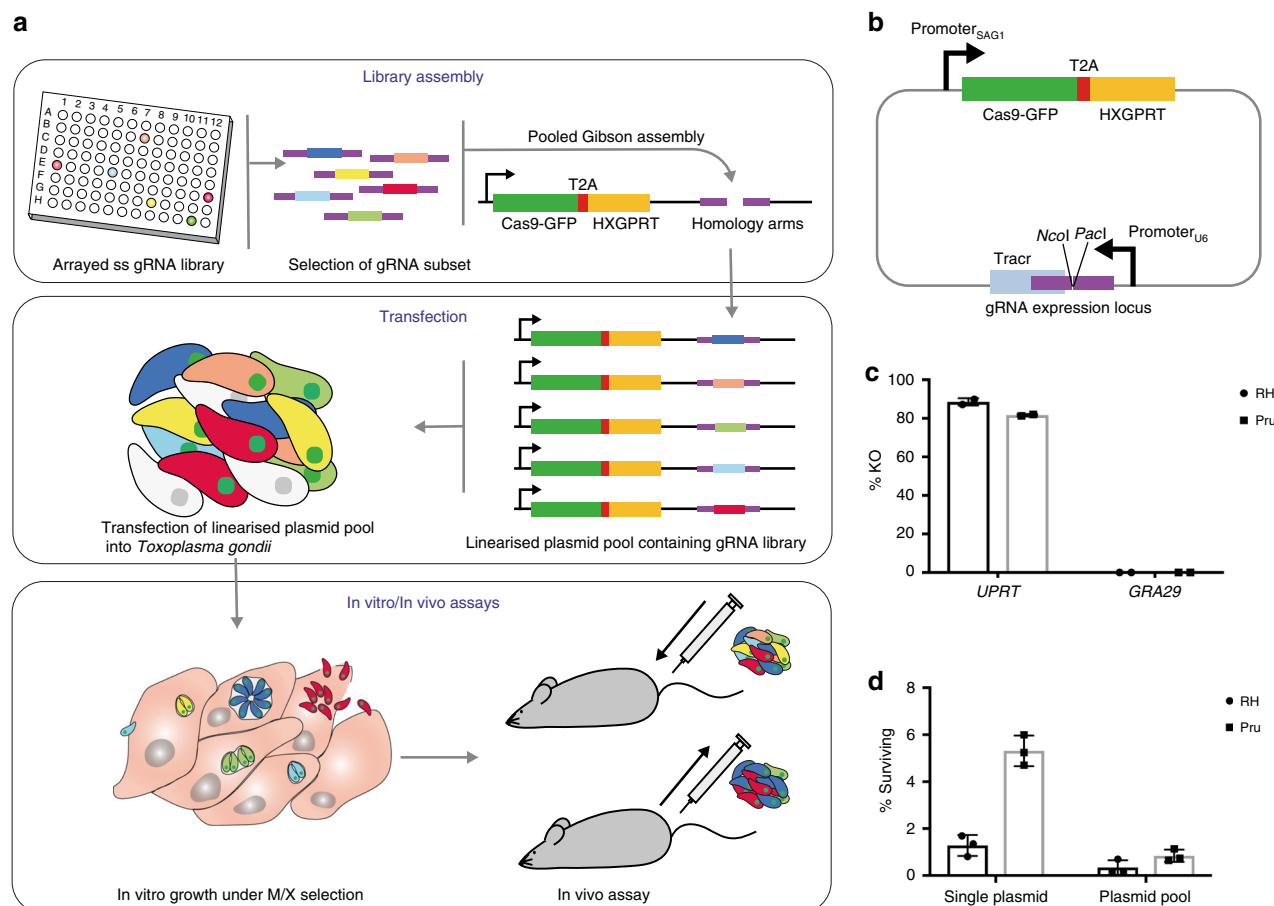 a
Library assembly
1 2 3 4 5 6 7 8 9 10 11 12
A
B
C
D
E
F
G
H
Arrayed ss gRNA library
Selection of gRNA subset
Pooled Gibson assembly
T2A
Cas9-GFP
HXGPRT
Homology arms
Transfection
Transfection of linearised plasmid pool
into Toxoplasma gondii
Linearised plasmid pool containing gRNA library
In vitro/In vivo assays
In vitro growth under M/X selection
In vivo assay
b
PromoterSAG1
T2A
Cas9-GFP
HXGPRT
NcoI PacI
PromoterU6
Tracr
gRNA expression locus
c
100
80
60
40
20
0
% KO
UPRT
GRA29
RH
Pru
d
8
6
4
2
0
% Surviving
Single plasmid
Plasmid pool
RH
Pru